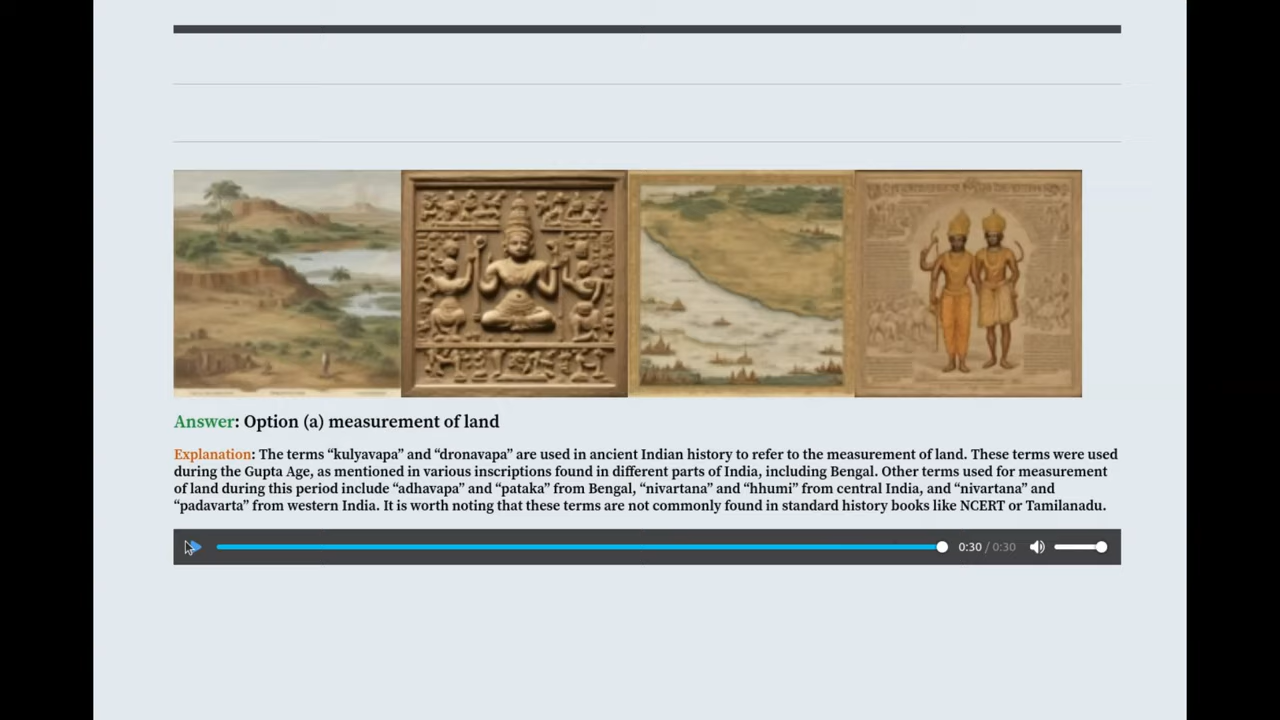 Answer: Option (a) measurement of land
Explanation: The terms “kulyavapa” and “dronavapa” are used in ancient Indian history to refer to the measurement of land. These terms were used
during the Gupta Age, as mentioned in various inscriptions found in different parts of India, including Bengal. Other terms used for measurement
of land during this period include “adhavapa” and “pataka” from Bengal, “nivartana” and “hhumi” from central India, and “nivartana” and
“padavarta” from western India. It is worth noting that these terms are not commonly found in standard history books like NCERT or Tamilanadu.
0:30 / 0:30